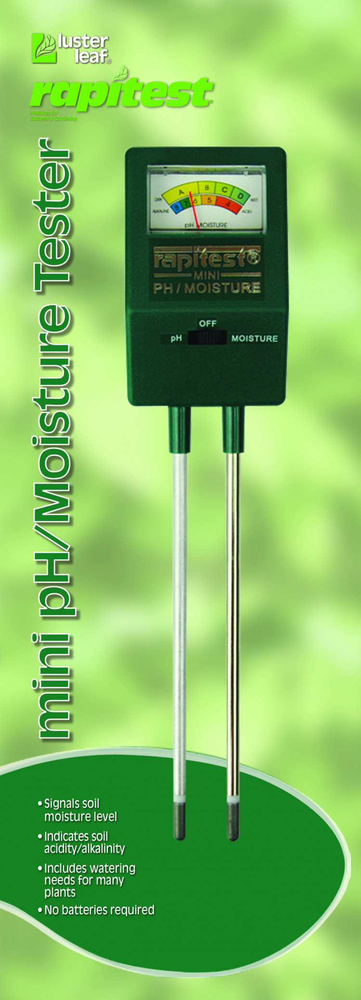 luster
leaf®
rapitest®
Products for
Successful Gardening
mini pH/Moisture Tester
A B C D
DRY WET
8 7 6 5 4
ALKALINE ACID
pH MOISTURE
rapitest®
MINI
PH / MOISTURE
OFF
pH MOISTURE
• Signals soil
moisture level
• Indicates soil
acidity/alkalinity
• Includes watering
needs for many
plants
• No batteries required